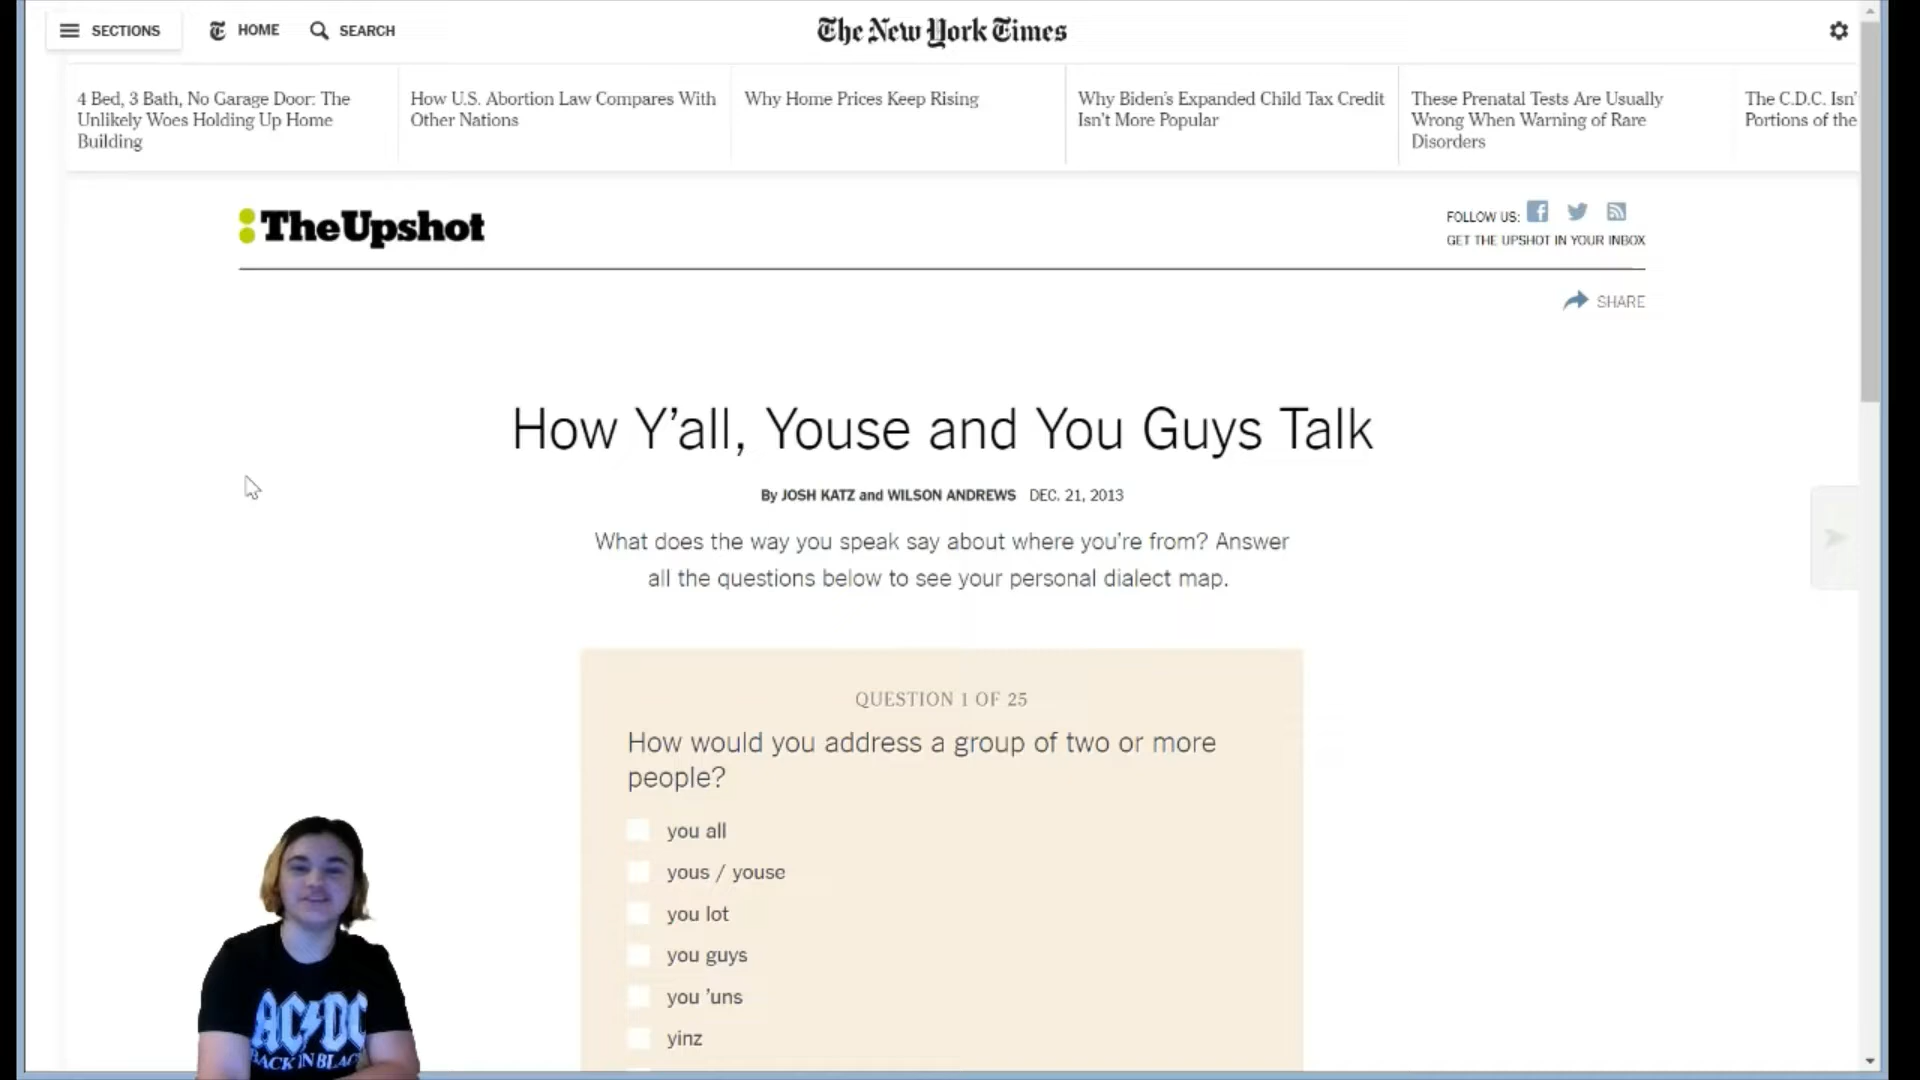 SECTIONS
HOME
SEARCH
The New York Times
4 Bed, 3 Bath, No Garage Door: The
Unlikely Woes Holding Up Home
Building
How U.S. Abortion Law Compares With
Other Nations
Why Home Prices Keep Rising
Why Biden's Expanded Child Tax Credit
Isn't More Popular
These Prenatal Tests Are Usually
Wrong When Warning of Rare
Disorders
The C.D.C. Isn'
Portions of the
TheUpshot
FOLLOW US:
GET THE UPSHOT IN YOUR INBOX
SHARE
How Y'all, Youse and You Guys Talk
By JOSH KATZ and WILSON ANDREWS DEC. 21, 2013
What does the way you speak say about where you're from? Answer
all the questions below to see your personal dialect map.
QUESTION 1 OF 25
How would you address a group of two or more
people?
you all
yous / youse
you lot
you guys
you 'uns
yinz
AC/DC
BACK IN BLAC